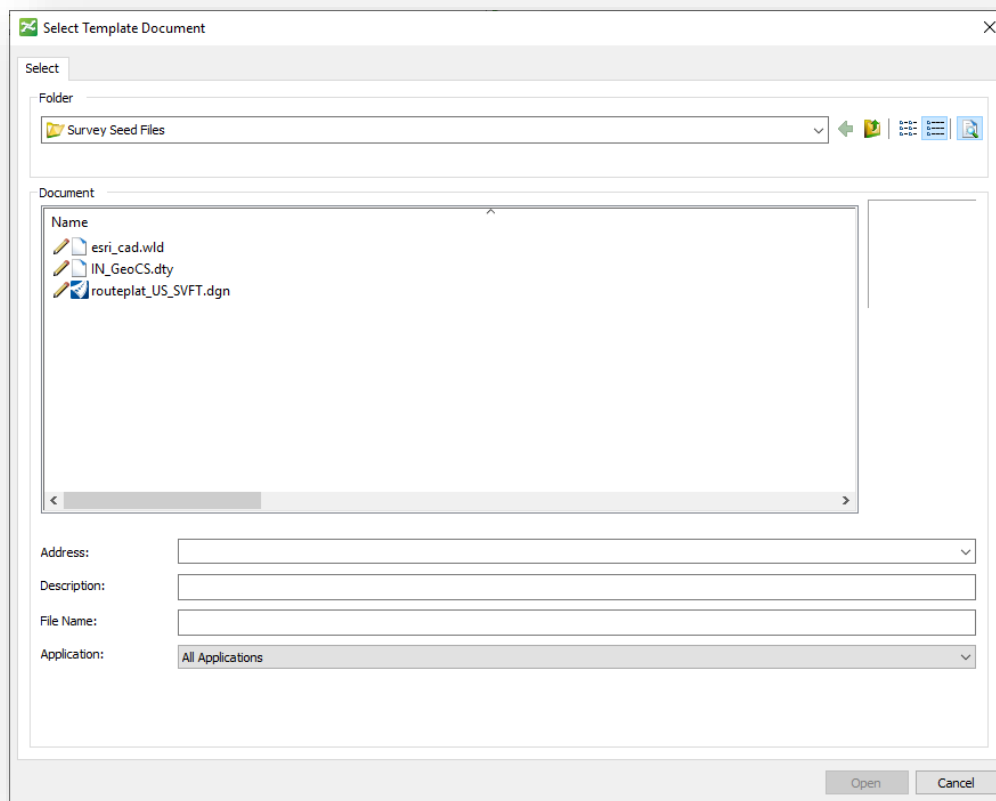 Select Template Document
Select
Folder
Survey Seed Files
Document
Name
esri_cad.wld
IN_GeoCS.dty
routeplat_US_SVFT.dgn
Address:
Description:
File Name:
Application:
All Applications
Open
Cancel